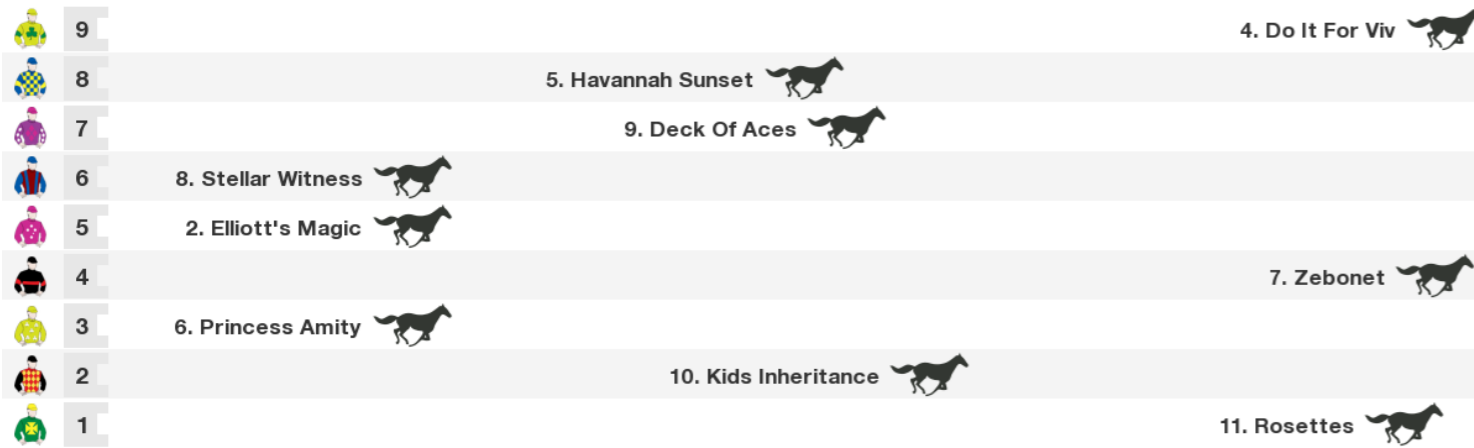 9 4. Do It For Viv
8 5. Havannah Sunset
7 9. Deck Of Aces
6 8. Stellar Witness
5 2. Elliott's Magic
4 7. Zebonet
3 6. Princess Amity
2 10. Kids Inheritance
1 11. Rosettes